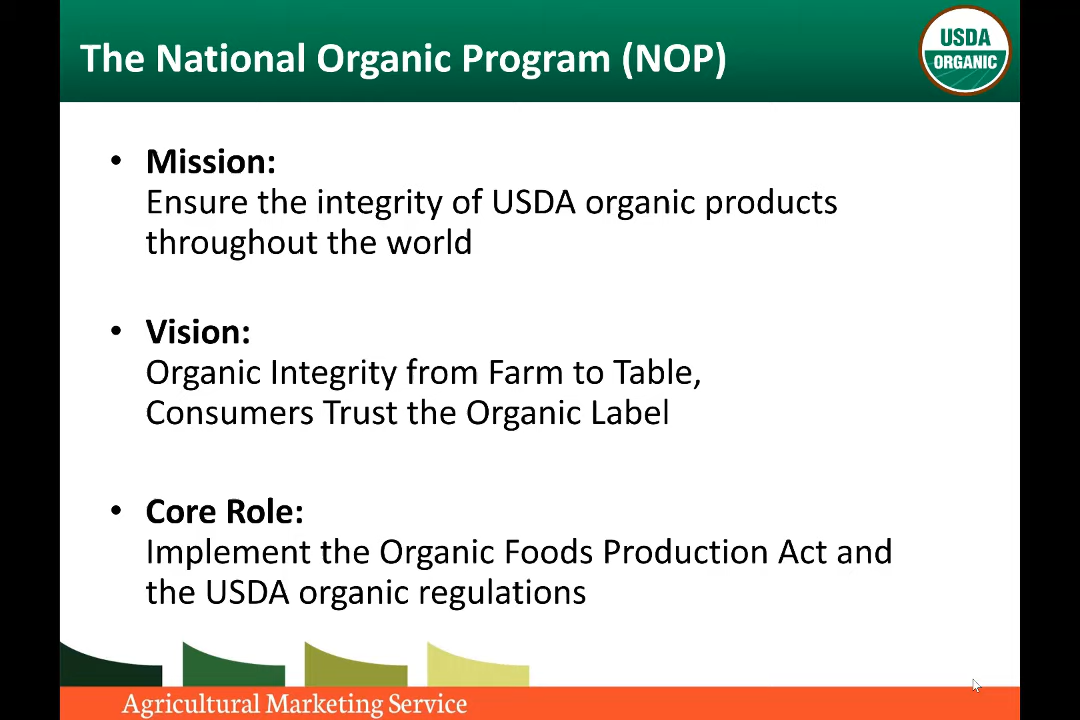 The National Organic Program (NOP)
USDA
ORGANIC
• Mission:
Ensure the integrity of USDA organic products
throughout the world
• Vision:
Organic Integrity from Farm to Table,
Consumers Trust the Organic Label
• Core Role:
Implement the Organic Foods Production Act and
the USDA organic regulations
Agricultural Marketing Service